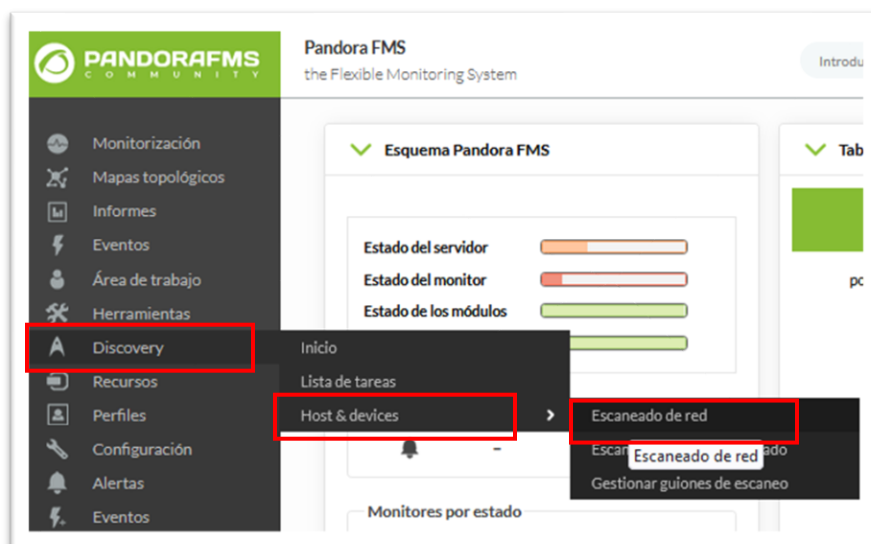 PANDORAFMS
COMMUNITY
Pandora FMS
the Flexible Monitoring System
Introdu
Monitorización
Mapas topológicos
Informes
Eventos
Área de trabajo
Herramientas
Discovery
Recursos
Perfiles
Configuración
Alertas
Eventos
Esquema Pandora FMS
Tab
Estado del servidor
Estado del monitor
Estado de los módulos
po
Inicio
Lista de tareas
Host & devices
Escaneado de red
Escan
ado
Escaneado de red
Gestionar guiones de escaneo
-
Monitores por estado